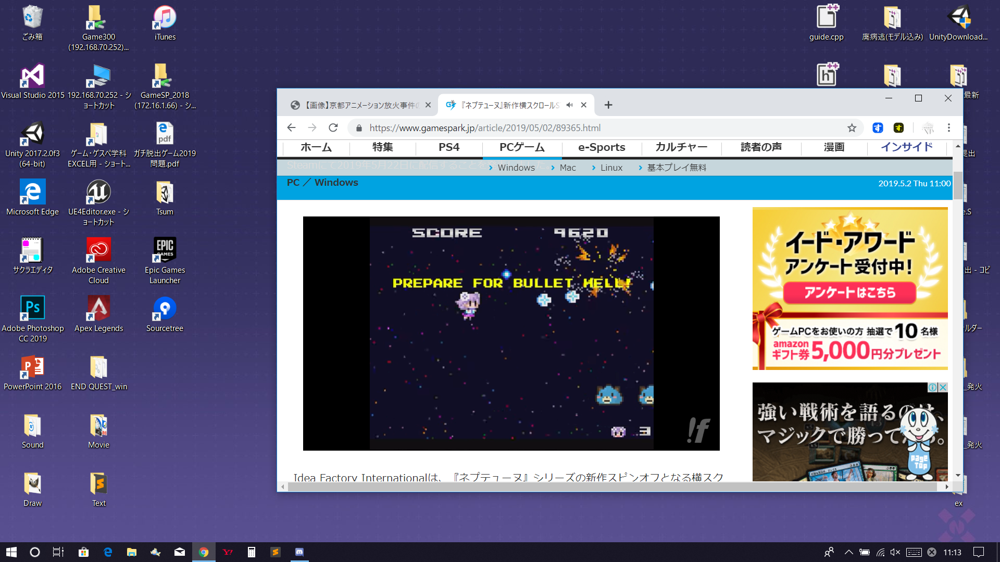 ごみ箱
Game300
(192.168.70.252)...
iTunes
Visual Studio 2015
192.168.70.252 - シ
ョートカット
GameSP_2018
(172.16.1.66) - シ...
Unity 2017.2.0f3
(64-bit)
ゲーム・ゲスペ学科
EXCEL用 - ショート...
pdf
ガチ脱出ゲーム2019
問題.pdf
Microsoft Edge
UE4Editor.exe - シ
ョートカット
Tsum
サクラエディタ
Adobe Creative
Cloud
EPIC
GAMES
Epic Games
Launcher
Ps
Adobe Photoshop
CC 2019
Apex Legends
Sourcetree
PowerPoint 2016
END QUEST_win
Sound
Movie
Draw
Text
guide.cpp
廃病逃(モデル込み)
UnityDownload...
h
最新
【画像】京都アニメーション放火事件の
『ネプテューヌ』新作横スクロールS
https://www.gamespark.jp/article/2019/05/02/89365.html
す
す
ホーム
特集
PS4
PCゲーム
e-Sports
カルチャー
読者の声
漫画
インサイド
Steamにて2019年5月22日に配信することを発表しました。
Windows
Mac
Linux
基本プレイ無料
PC ／ Windows
2019.5.2 Thu 11:00
SCORE 9620
PREPARE FOR BULLET HELL!
3
!f
イード・アワード
アンケート受付中!
アンケートはこちら
ゲームPCをお使いの方 抽選で10名様
amazon
ギフト券5,000円分プレゼント
強い戦術を語るのは、
マジックで勝ってから。
page
TOP
Idea Factory Internationalは、『ネプテューヌ』シリーズの新作スピンオフとなる横スク
提出
e.S
出 - コピ
ルダー
_発火
_発火
ex
11:13